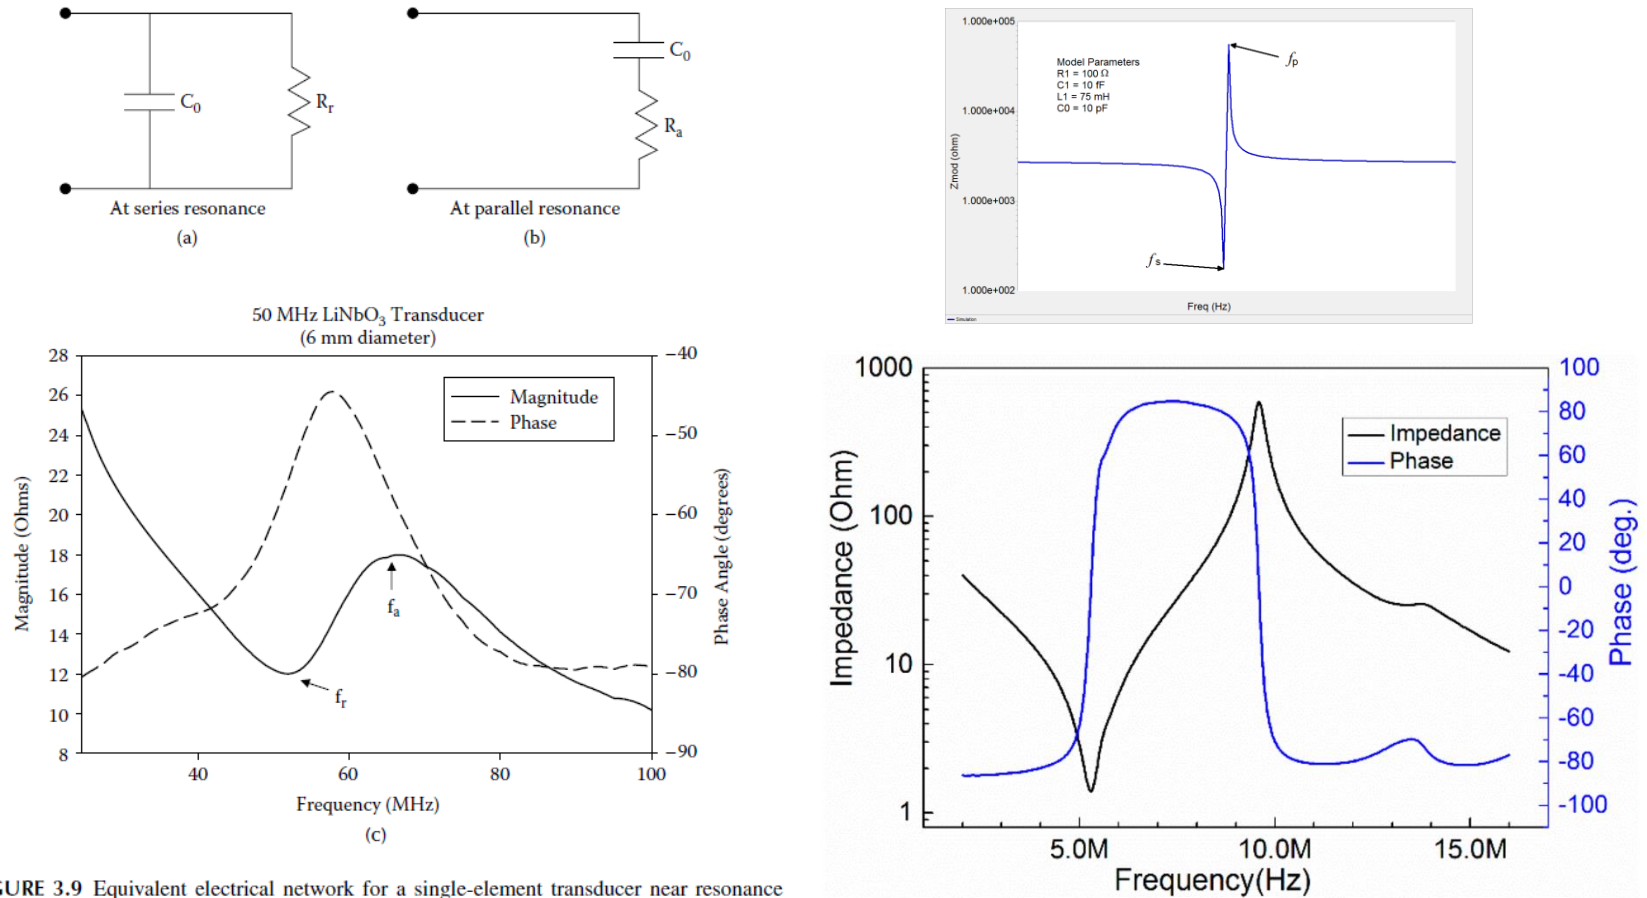 C0
Rr
At series resonance
(a)
C0
Ra
At parallel resonance
(b)
50 MHz LiNbO3 Transducer
(6 mm diameter)
28
26
24
22
20
18
16
14
12
10
8
Magnitude (Ohms)
Magnitude
Phase
fa
fr
−40
−50
−60
−70
−80
−90
Phase Angle (degrees)
40
60
80
100
Frequency (MHz)
(c)
GURE 3.9 Equivalent electrical network for a single-element transducer near resonance
1.000e+005
1.000e+004
1.000e+003
1.000e+002
Zmod (ohm)
Model Parameters
R1 = 100 Ω
C1 = 10 fF
L1 = 75 mH
C0 = 10 pF
fp
fs
Freq (Hz)
Simulation
1000
100
10
1
Impedance (Ohm)
Impedance
Phase
100
80
60
40
20
0
-20
-40
-60
-80
-100
Phase (deg.)
5.0M
10.0M
15.0M
Frequency(Hz)